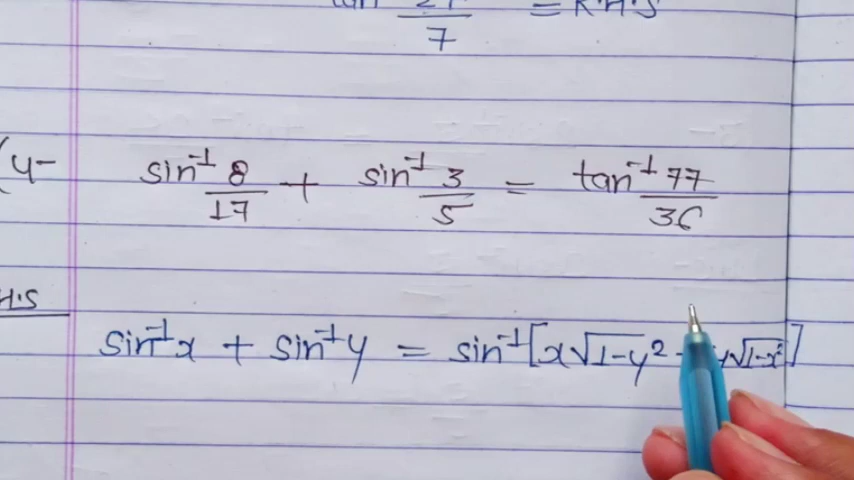 = R.H.S
7
(4- sin⁻¹ 8/17 + sin⁻¹ 3/5 = tan⁻¹ 77/36
H.S
sin⁻¹x + sin⁻¹y = sin⁻¹[x√1-y² y√1-x²]